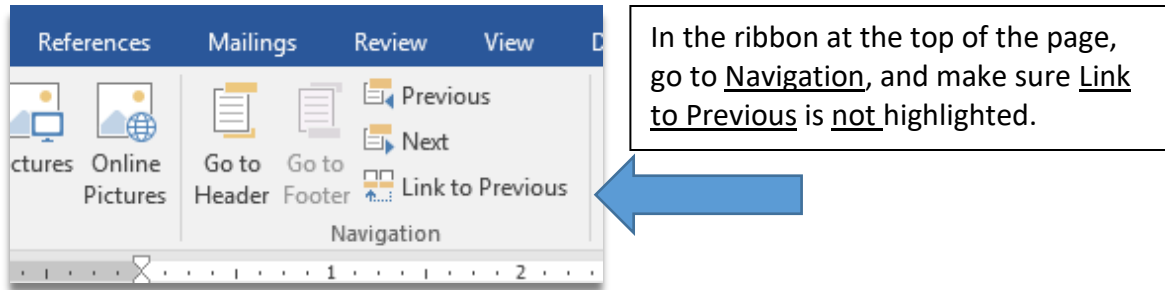 References Mailings Review View D
Previous
Next
Link to Previous
ctures Online Pictures
Go to Header
Go to Footer
Navigation
1 2
In the ribbon at the top of the page,
go to Navigation, and make sure Link
to Previous is not highlighted.